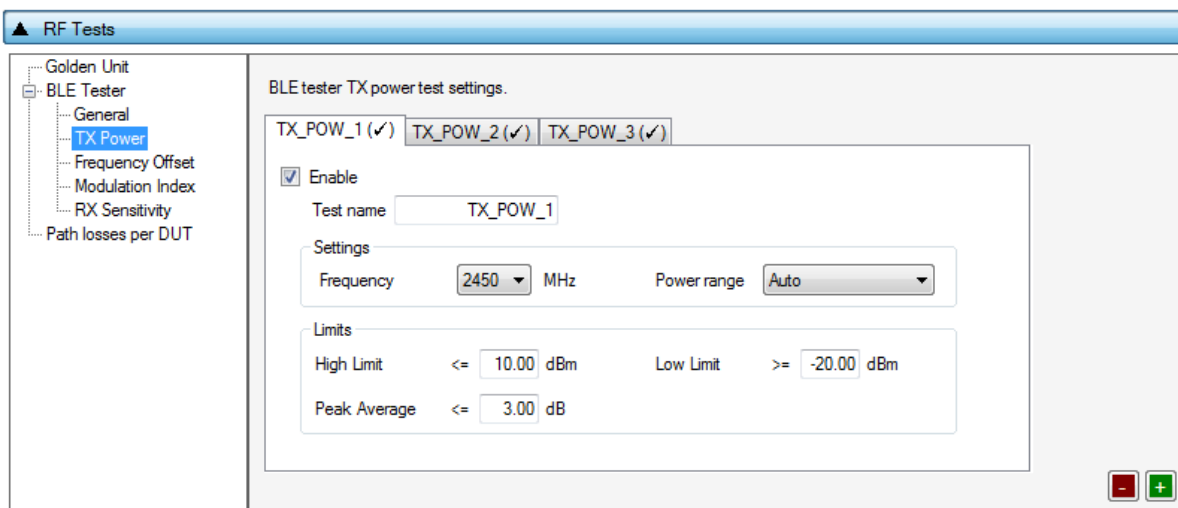 RF Tests
Golden Unit
BLE Tester
General
TX Power
Frequency Offset
Modulation Index
RX Sensitivity
Path losses per DUT
BLE tester TX power test settings.
TX_POW_1 (✓) TX_POW_2 (✓) TX_POW_3 (✓)
Enable
Test name TX_POW_1
Settings
Frequency 2450 MHz Power range Auto
Limits
High Limit <= 10.00 dBm Low Limit >= -20.00 dBm
Peak Average <= 3.00 dB
- +